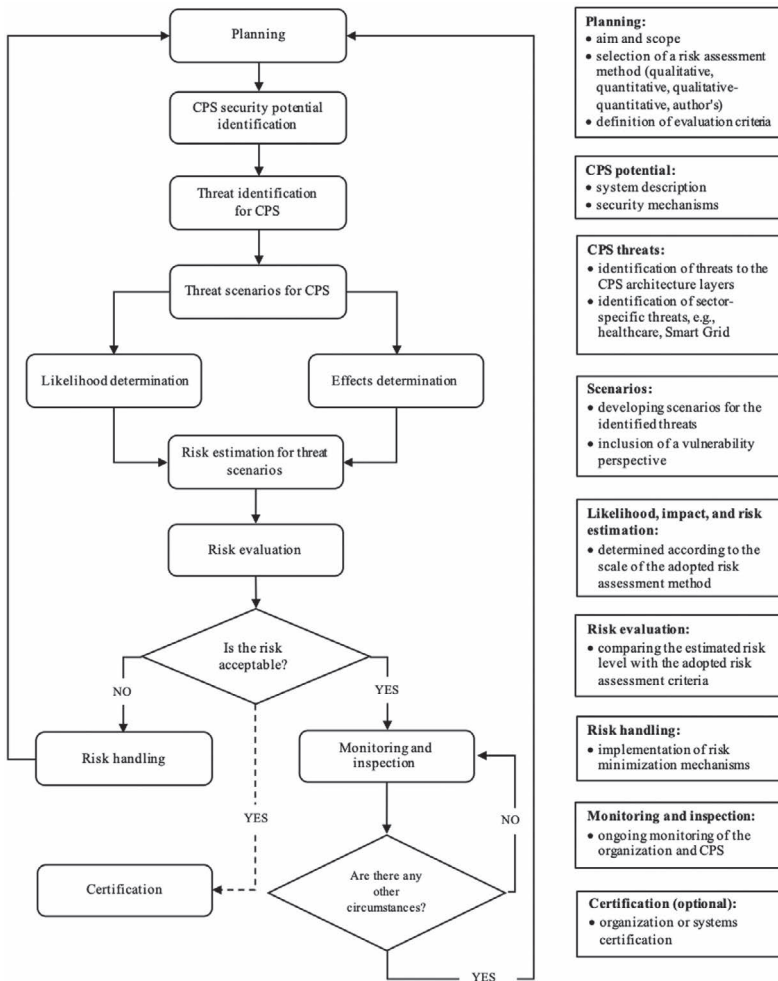 Planning
CPS security potential
identification
Threat identification
for CPS
Threat scenarios for CPS
Likelihood determination
Effects determination
Risk estimation for threat
scenarios
Risk evaluation
Is the risk
acceptable?
NO
YES
Risk handling
Monitoring and
inspection
YES
NO
Certification
Are there any
other
circumstances?
YES
Planning:
• aim and scope
• selection of a risk assessment
method (qualitative,
quantitative, qualitative-
quantitative, author's)
• definition of evaluation criteria
CPS potential:
• system description
• security mechanisms
CPS threats:
• identification of threats to the
CPS architecture layers
• identification of sector-
specific threats, e.g.,
healthcare, Smart Grid
Scenarios:
• developing scenarios for the
identified threats
• inclusion of a vulnerability
perspective
Likelihood, impact, and risk
estimation:
• determined according to the
scale of the adopted risk
assessment method
Risk evaluation:
• comparing the estimated risk
level with the adopted risk
assessment criteria
Risk handling:
• implementation of risk
minimization mechanisms
Monitoring and inspection:
• ongoing monitoring of the
organization and CPS
Certification (optional):
• organization or systems
certification